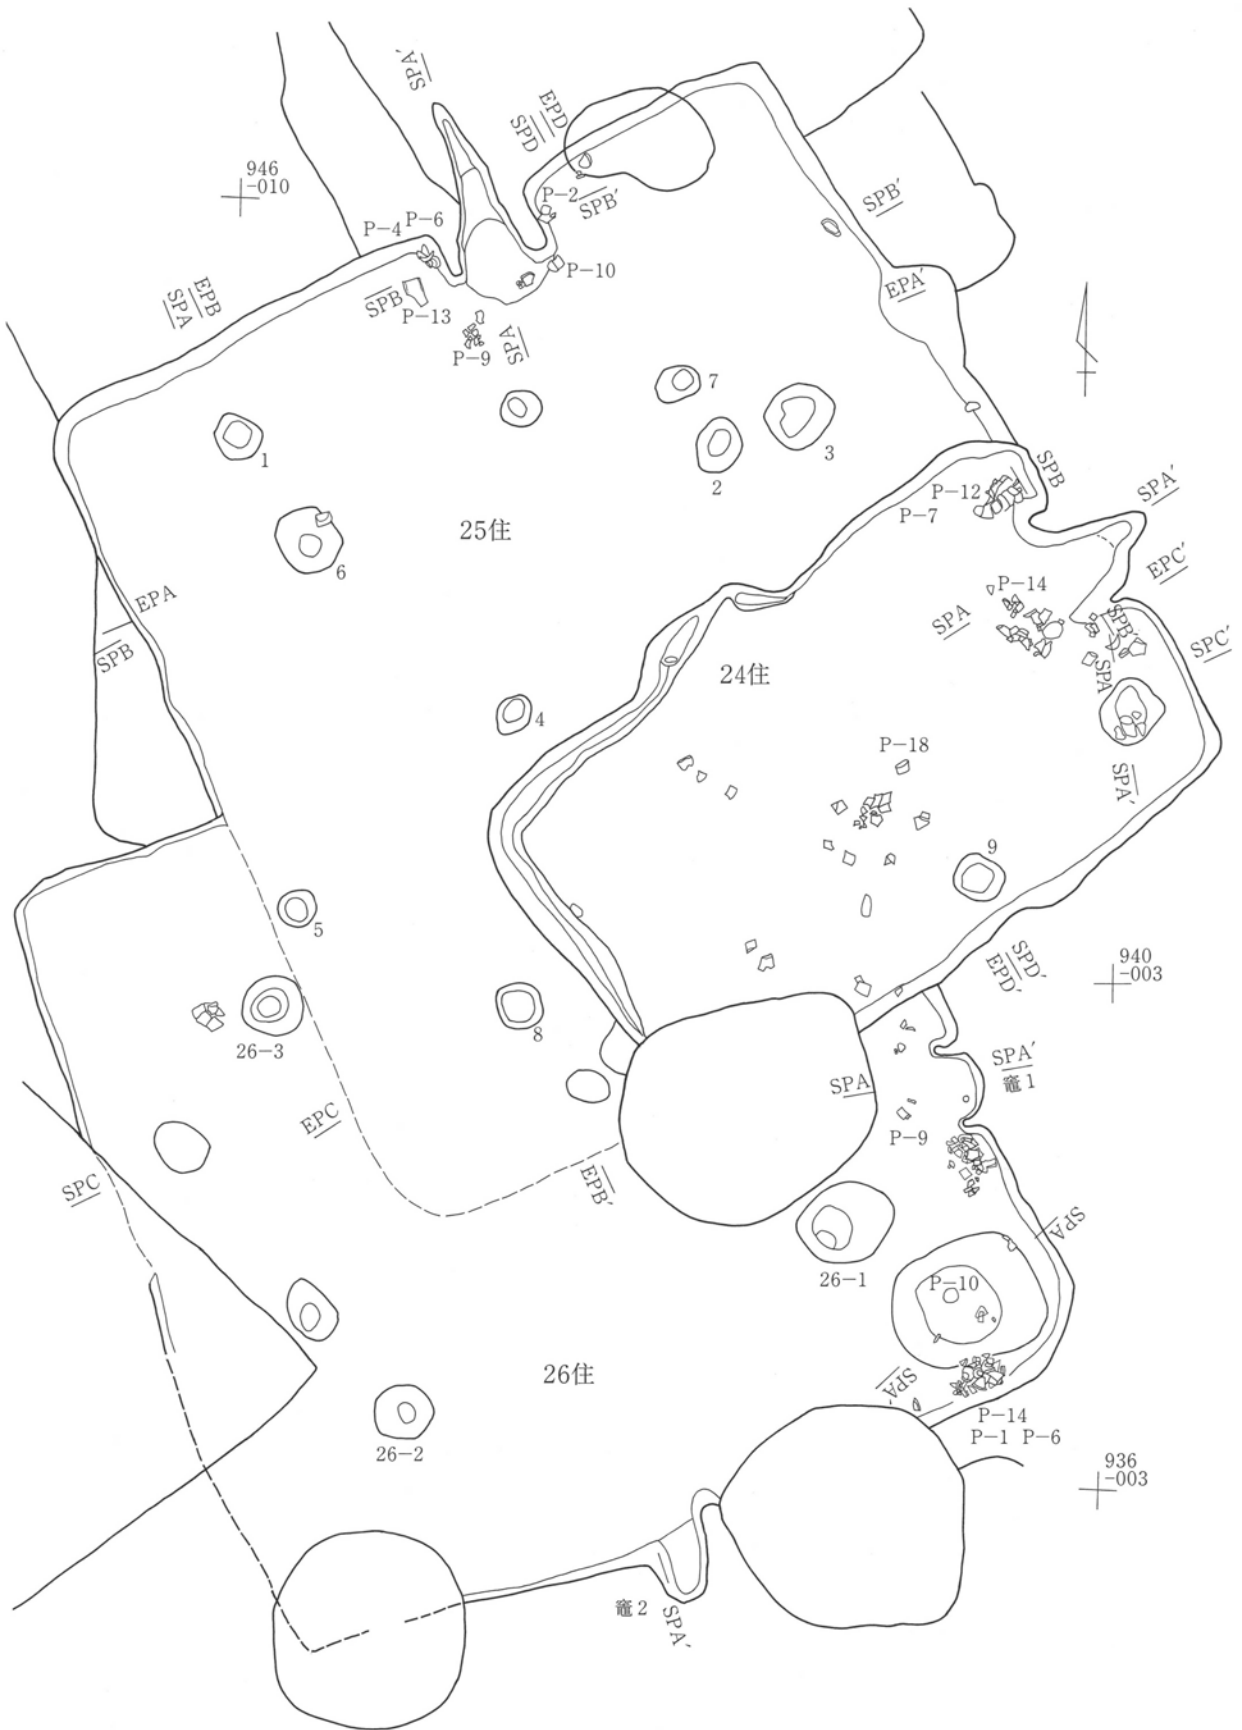 SPA′
EPD
SPD
946
-010
P-2
SPB′
SPB′
P-4 P-6
P-10
EPA′
EPB
SPA
SPB
P-13
SPA
P-9
7
1
3
2
SPB
P-12
SPA′
P-7
25住
EPC′
6
P-14
EPA
SPA
SPB′
SPC′
SPB
24住
SPA
4
P-18
SPA′
9
5
SPD′
EPD′
940
-003
8
26-3
SPA′
竈1
SPA
EPC
P-9
SPC
EPB′
SPA
26-1
P-10
26住
SPA
P-14
P-1 P-6
26-2
936
-003
竈2
SPA′